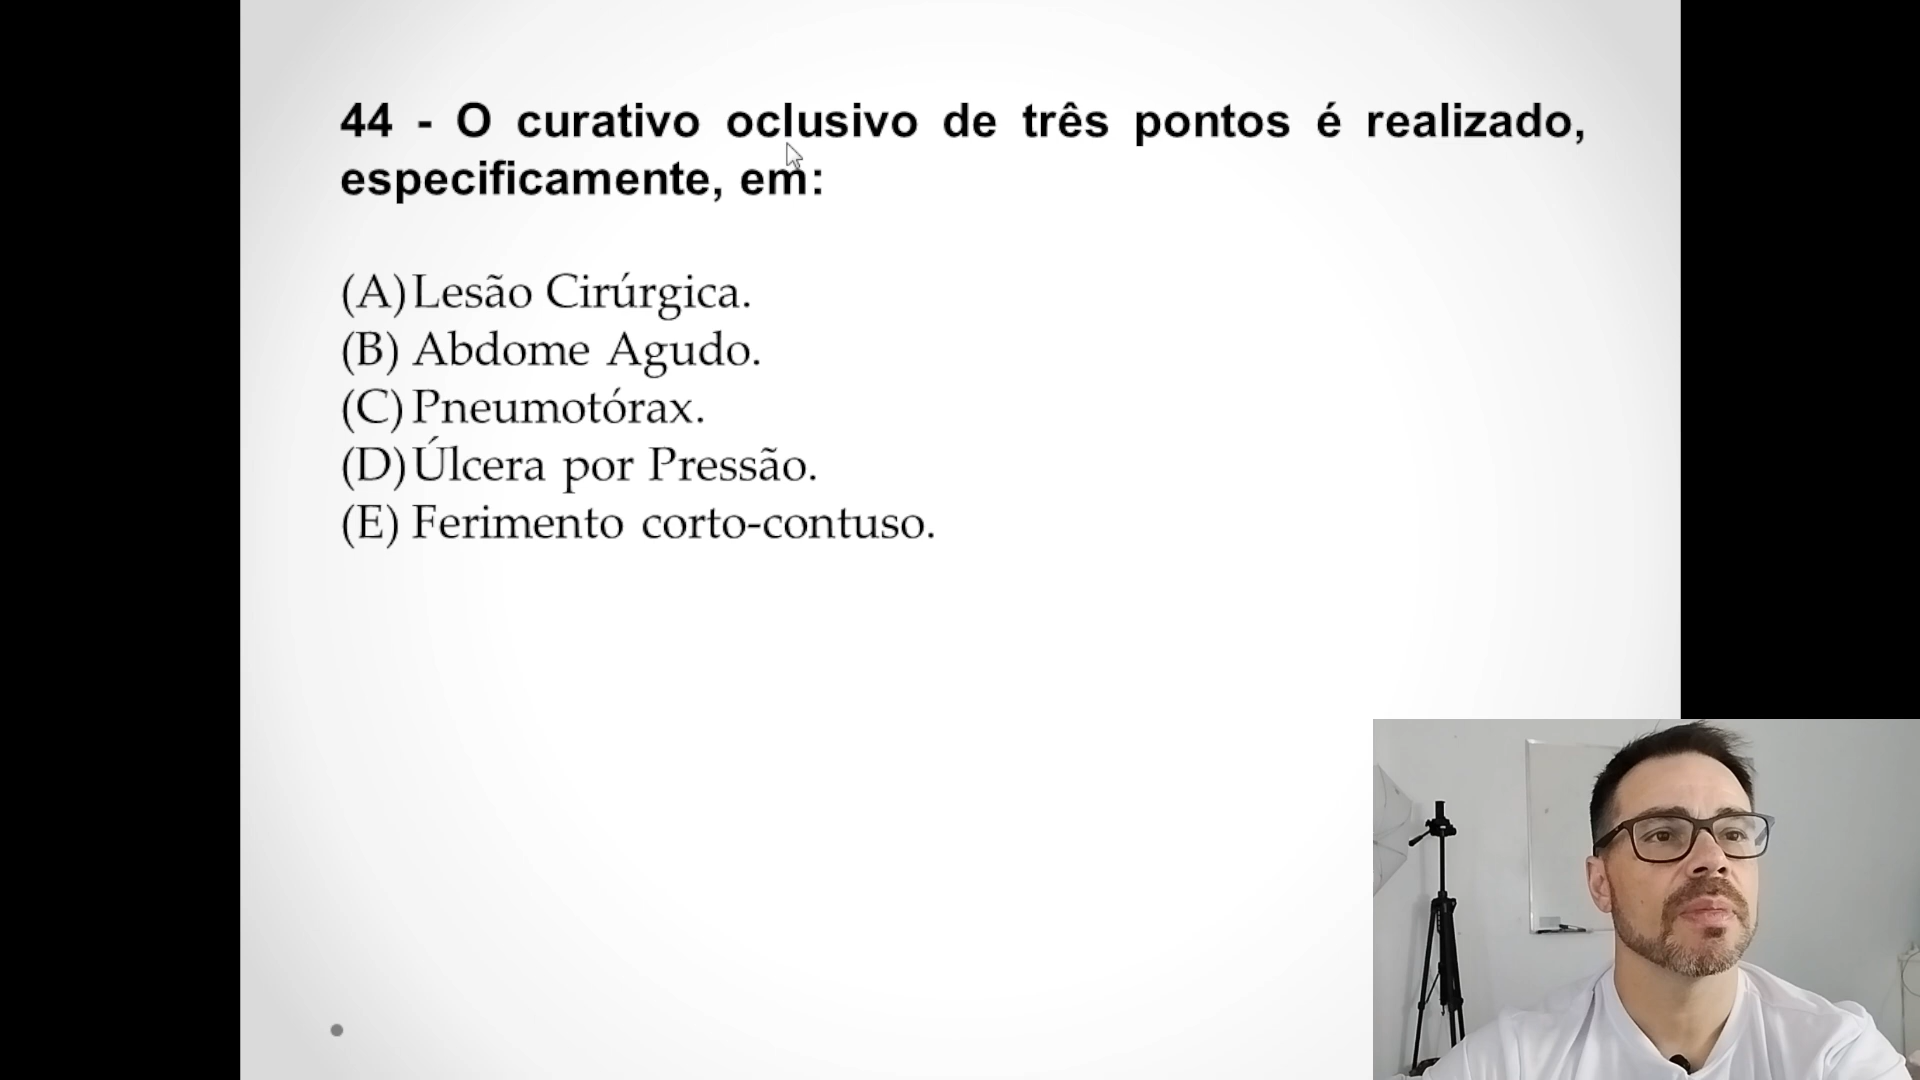 44 - O curativo oclusivo de três pontos é realizado,
especificamente, em:
(A) Lesão Cirúrgica.
(B) Abdome Agudo.
(C) Pneumotórax.
(D) Úlcera por Pressão.
(E) Ferimento corto-contuso.